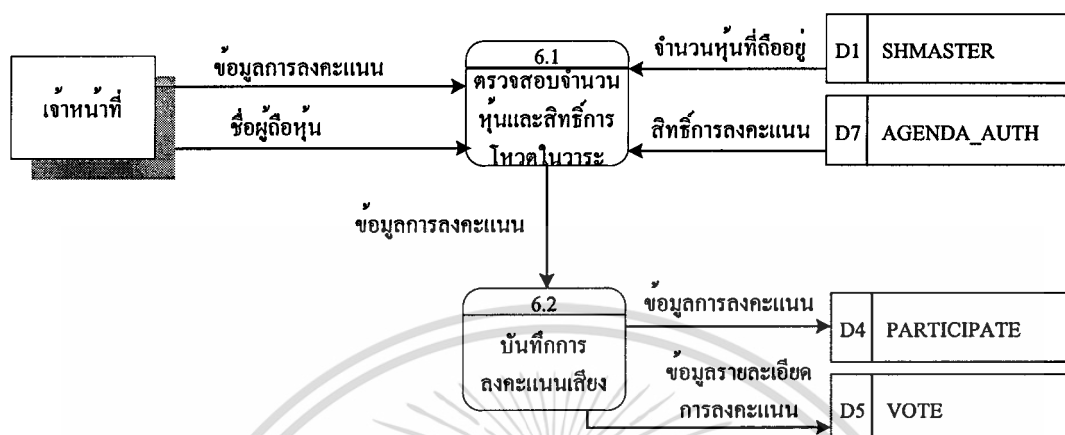 เจ้าหน้าที่
ข้อมูลการลงคะแนน
ชื่อผู้ถือหุ้น
6.1
ตรวจสอบจำนวน
หุ้นและสิทธิ์การ
โหวตในวาระ
จำนวนหุ้นที่ถืออยู่
D1 SHMASTER
สิทธิ์การลงคะแนน
D7 AGENDA_AUTH
ข้อมูลการลงคะแนน
6.2
บันทึกการ
ลงคะแนนเสียง
ข้อมูลการลงคะแนน
D4 PARTICIPATE
ข้อมูลรายละเอียด
การลงคะแนน
D5 VOTE